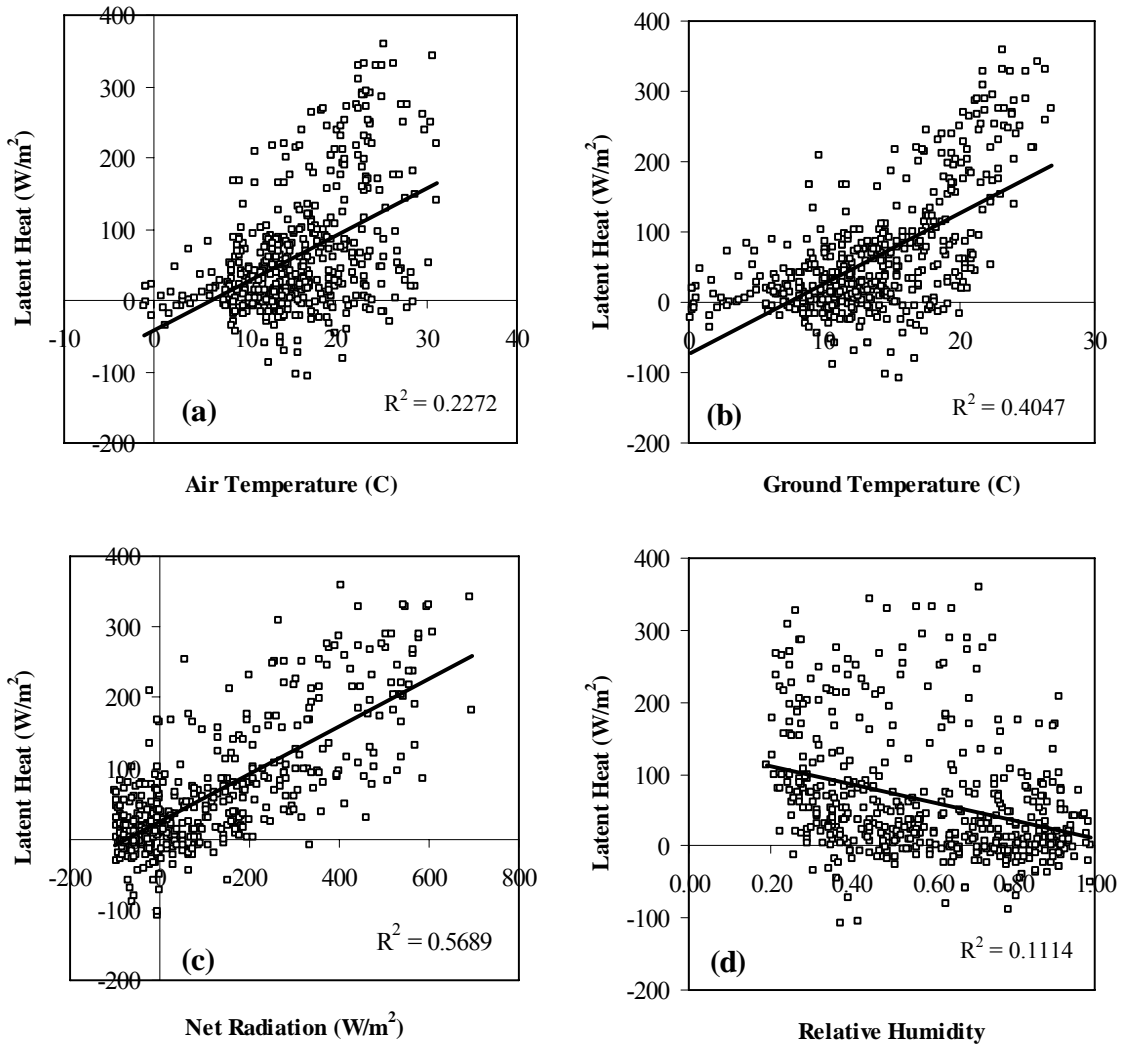 400
300
200
100
0
-100
-200
-10 0 10 20 30 40
Latent Heat (W/m²)
(a)
R² = 0.2272
Air Temperature (C)
400
300
200
100
0
-100
-200
0 10 20 30
Latent Heat (W/m²)
(b)
R² = 0.4047
Ground Temperature (C)
400
300
200
100
0
-100
-200
-200 0 200 400 600 800
Latent Heat (W/m²)
(c)
R² = 0.5689
Net Radiation (W/m²)
400
300
200
100
0
-100
-200
0.00 0.20 0.40 0.60 0.80 1.00
Latent Heat (W/m²)
(d)
R² = 0.1114
Relative Humidity